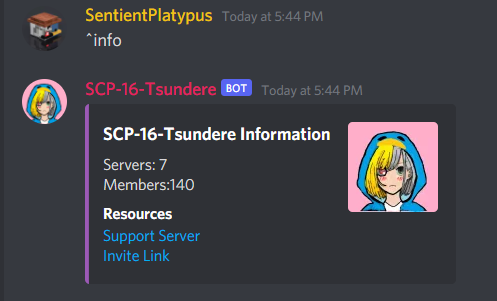 SentientPlatypus Today at 5:44 PM
^info
SCP-16-Tsundere BOT Today at 5:44 PM
SCP-16-Tsundere Information
Servers: 7
Members:140
Resources
Support Server
Invite Link